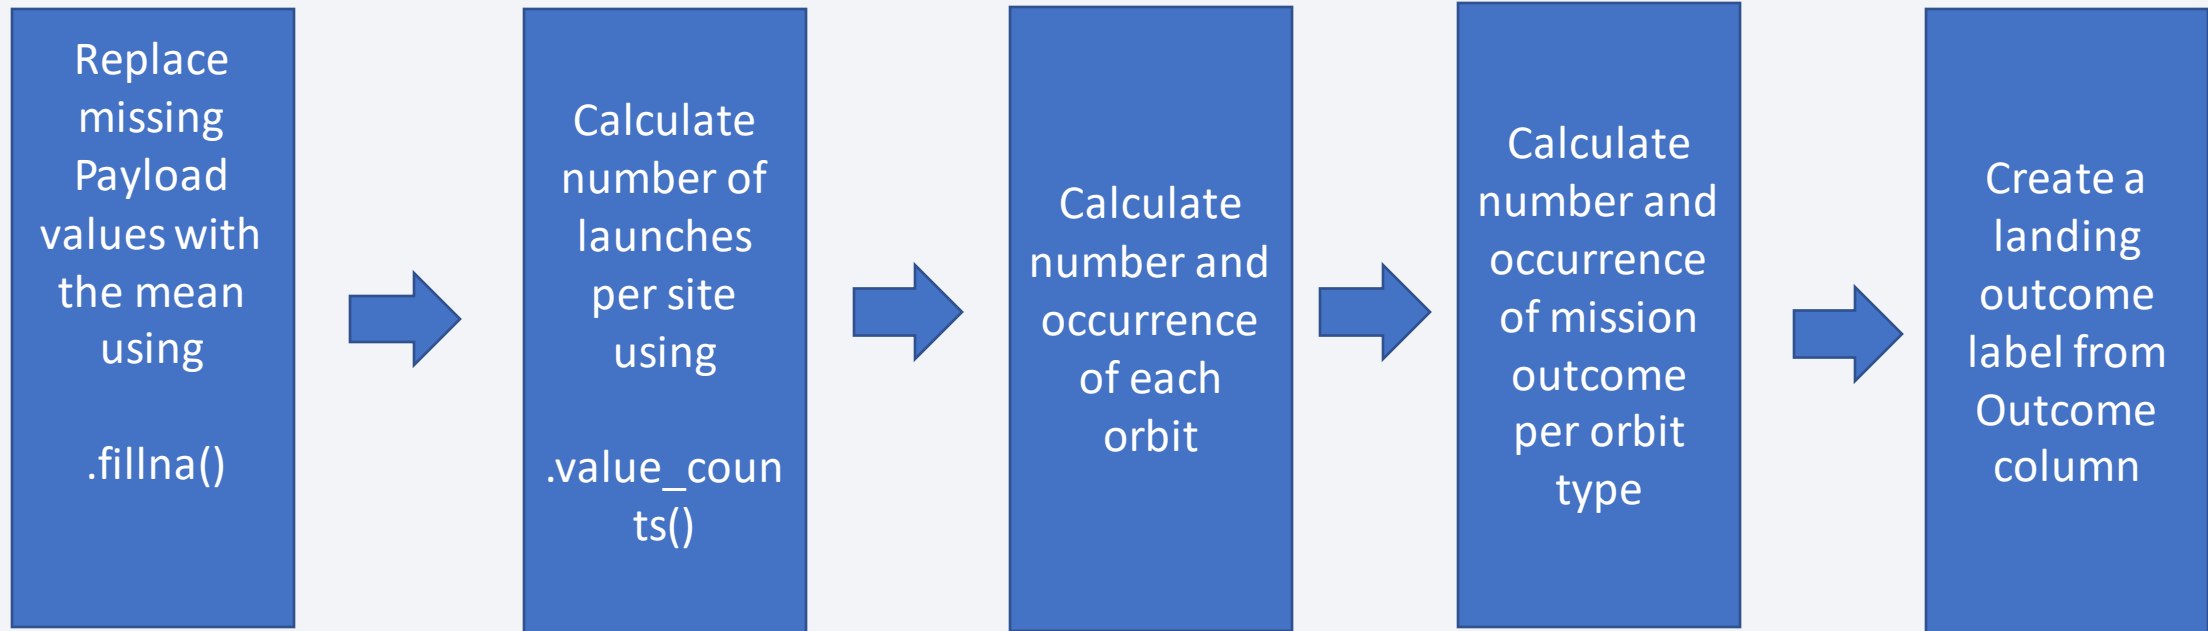 Replace
missing
Payload
values with
the mean
using
.fillna()
Calculate
number of
launches
per site
using
.value_coun
ts()
Calculate
number and
occurrence
of each
orbit
Calculate
number and
occurrence
of mission
outcome
per orbit
type
Create a
landing
outcome
label from
Outcome
column